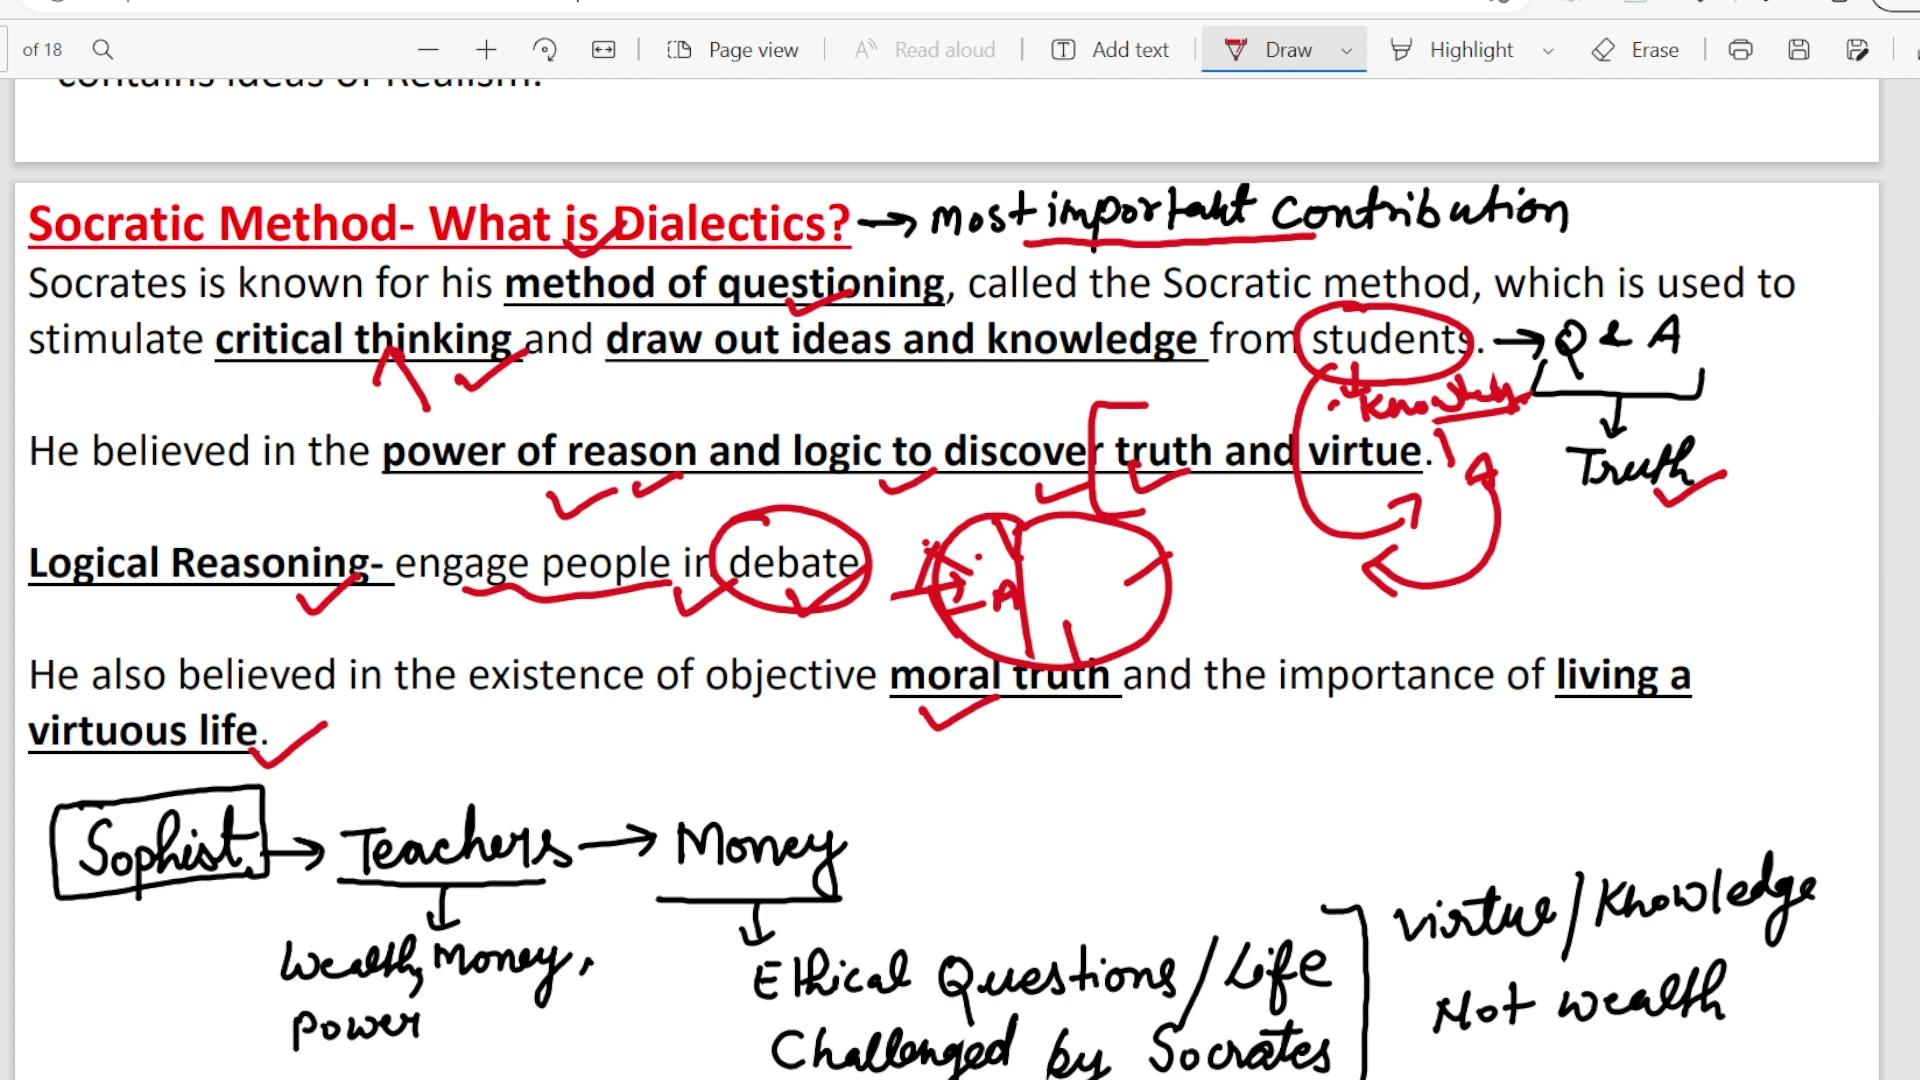 of 18 Page view Read aloud Add text Draw Highlight Erase
contains ideas of Realism.
Socratic Method- What is Dialectics? → Most important Contribution
Socrates is known for his method of questioning, called the Socratic method, which is used to
stimulate critical thinking and draw out ideas and knowledge from students. → Q & A
He believed in the power of reason and logic to discover truth and virtue.
Truth
Logical Reasoning- engage people in debate
A
He also believed in the existence of objective moral truth and the importance of living a
virtuous life.
Sophist → Teachers → Money
Wealth, Money,
Power
Ethical Questions / Life
Challenged by Socrates
Virtue / Knowledge
Not wealth